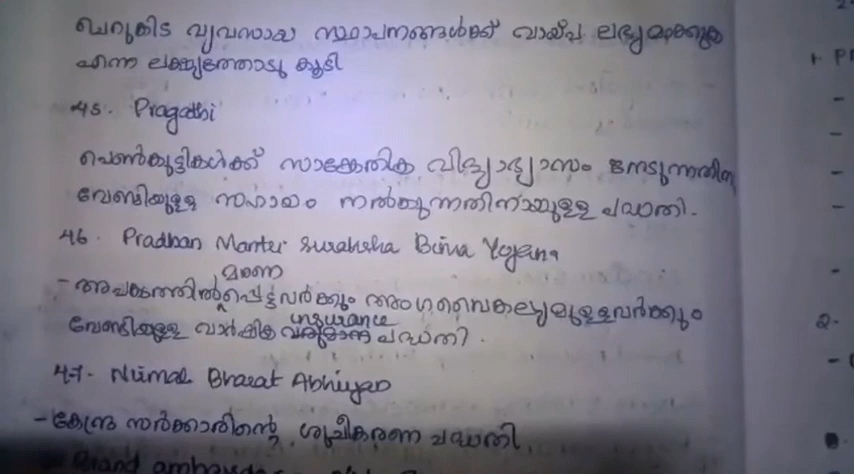 ചെറുകിട വ്യവസായ സ്ഥാപനങ്ങൾക്ക് വായ്പ ലഭ്യമാക്കുക
എന്ന ലക്ഷ്യത്തോടു കൂടി
45. Pragathi
പെൺകുട്ടികൾക്ക് സാങ്കേതിക വിദ്യാഭ്യാസം നേടുന്നതിനു
വേണ്ടിയുള്ള സഹായം നൽകുന്നതിനായുള്ള പദ്ധതി.
46. Pradhan Mantri Suraksha Bima Yojana
മരണ
- അപകടത്തിൽപ്പെട്ടവർക്കും അംഗവൈകല്യമുള്ളവർക്കും
insurance
വേണ്ടിയുള്ള വാർഷിക പദ്ധതി.
47. Nirmal Bharat Abhiyan
- കേന്ദ്ര സർക്കാരിന്റെ ശുചീകരണ പദ്ധതി
Brand
2.